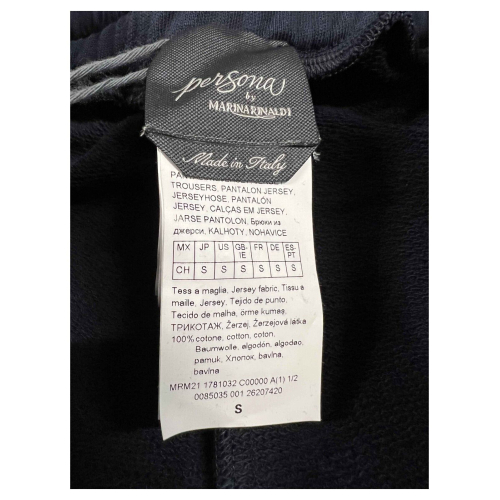 persona
by
MARINARINALDI
Made in Italy
TROUSERS, PANTALON JERSEY,
JERSEYHOSE, PANTALÓN
JERSEY, CALÇAS EM JERSEY,
JARSE PANTOLON. Брюки из
джерси, KALHOTY, NOHAVICE
MX JP US GB-IE FR DE ES-PT
CH S S S S S S
Tess a maglia, Jersey fabric, Tissu a
maille, Jersey, Tejido de punto,
Tecido de malha, örme kumaş,
ТРИКОТАЖ, Žerzej, Žerzejová látka
100% cotone, cotton, coton,
Baumwolle, algodón, algodao,
pamuk, Хлопок, bavlna,
bavlna
MRM21 1781032 C00000 A(1) 1/2
0085035 001 26207420
S